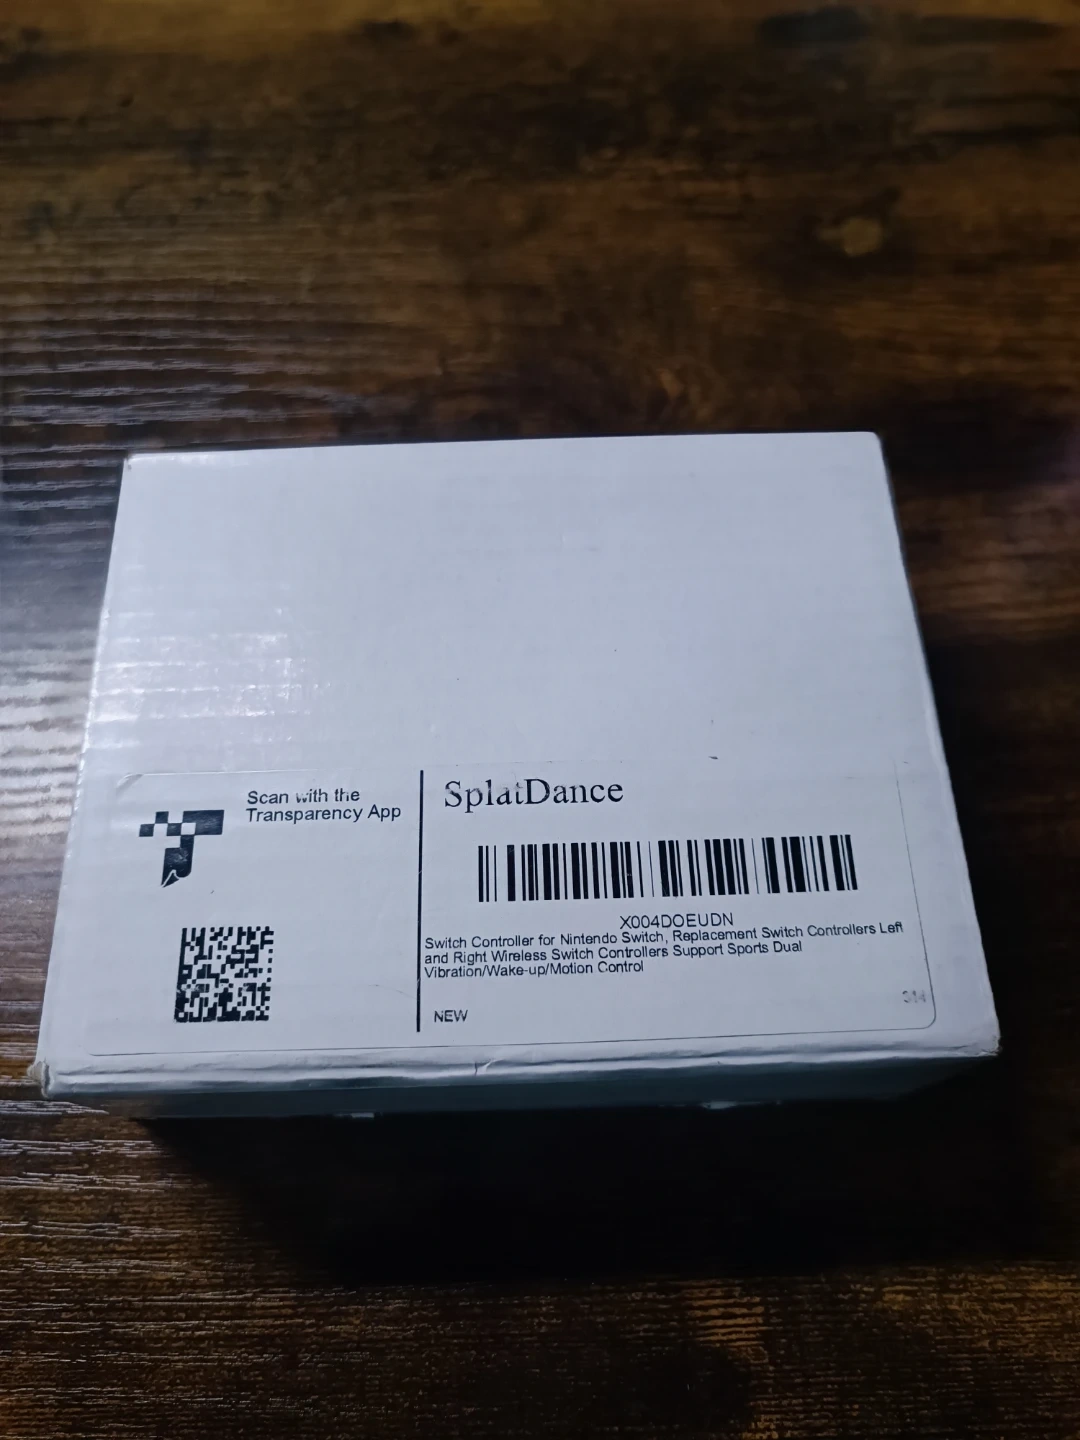 Scan with the
Transparency App
SplatDance
X004DOEUDN
Switch Controller for Nintendo Switch, Replacement Switch Controllers Left
and Right Wireless Switch Controllers Support Sports Dual
Vibration/Wake-up/Motion Control
NEW